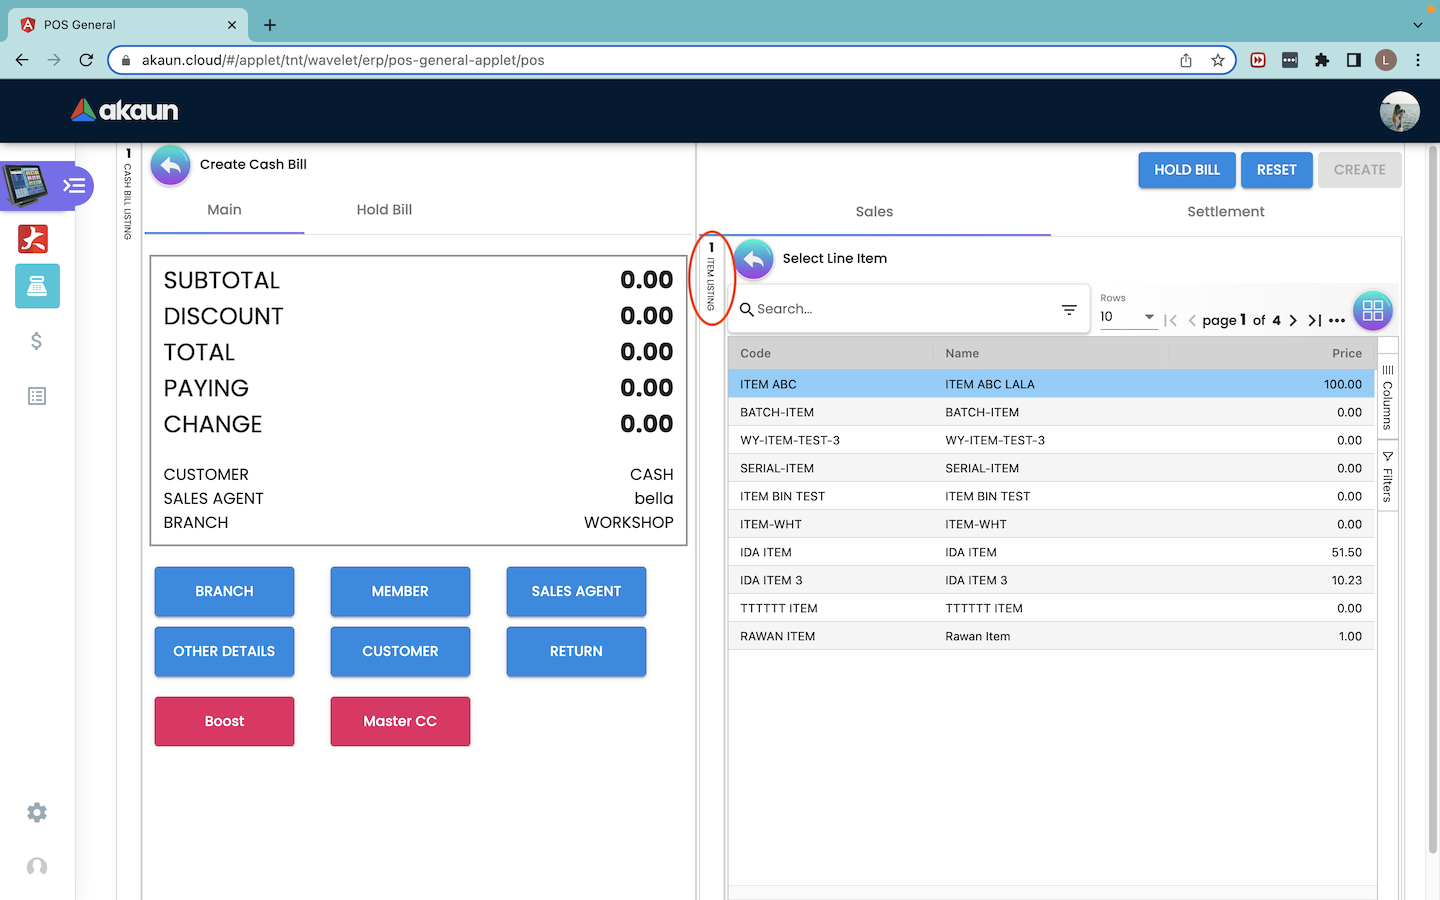 POS General
akaun.cloud/#/applet/tnt/wavelet/erp/pos-general-applet/pos
L
akaun
1 CASH BILL LISTING
Create Cash Bill
HOLD BILL RESET CREATE
Main Hold Bill
Sales Settlement
SUBTOTAL 0.00
DISCOUNT 0.00
TOTAL 0.00
PAYING 0.00
CHANGE 0.00
CUSTOMER CASH
SALES AGENT bella
BRANCH WORKSHOP
BRANCH MEMBER SALES AGENT
OTHER DETAILS CUSTOMER RETURN
Boost Master CC
1 ITEM LISTING
Select Line Item
Search...
Rows
10
page 1 of 4
Code Name Price
ITEM ABC ITEM ABC LALA 100.00
BATCH-ITEM BATCH-ITEM 0.00
WY-ITEM-TEST-3 WY-ITEM-TEST-3 0.00
SERIAL-ITEM SERIAL-ITEM 0.00
ITEM BIN TEST ITEM BIN TEST 0.00
ITEM-WHT ITEM-WHT 0.00
IDA ITEM IDA ITEM 51.50
IDA ITEM 3 IDA ITEM 3 10.23
TTTTTT ITEM TTTTTT ITEM 0.00
RAWAN ITEM Rawan Item 1.00
Columns
Filters